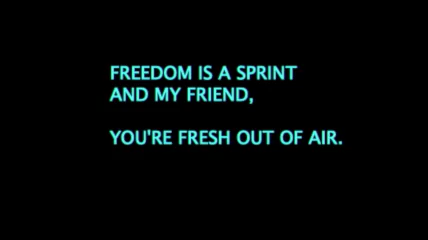 FREEDOM IS A SPRINT
AND MY FRIEND,
YOU'RE FRESH OUT OF AIR.